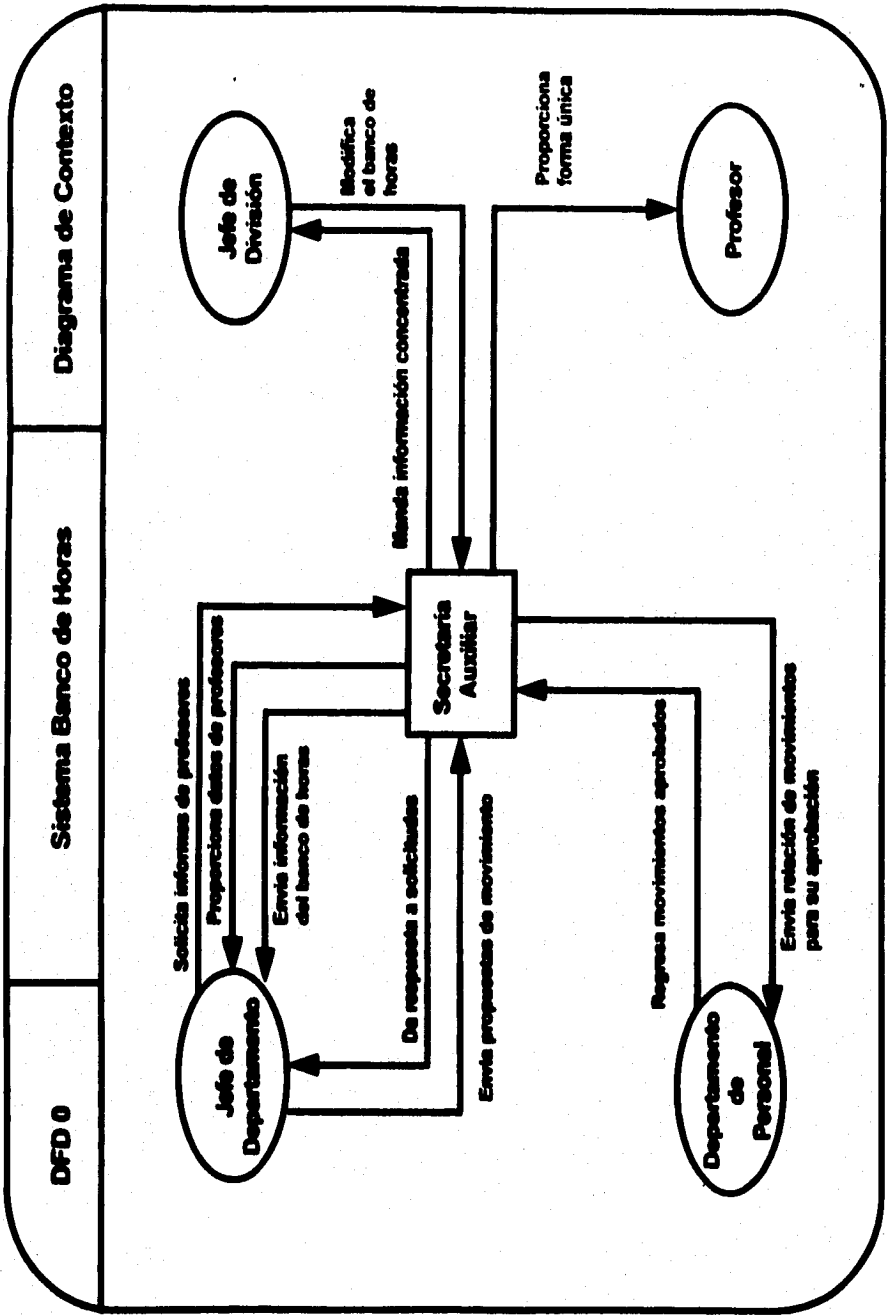 DFD 0
Sistema Banco de Horas
Diagrama de Contexto
Jefe de
Departamento
Solicita informes de profesores
Proporciona datos de profesores
Envía información
del banco de horas
Da respuesta a solicitudes
Envía propuestas de movimiento
Secretaría
Auxiliar
Manda información concentrada
Jefe de
División
Modifica
el banco de
horas
Proporciona
forma única
Profesor
Regresa movimientos aprobados
Envía relación de movimientos
para su aprobación
Departamento
de
Personal